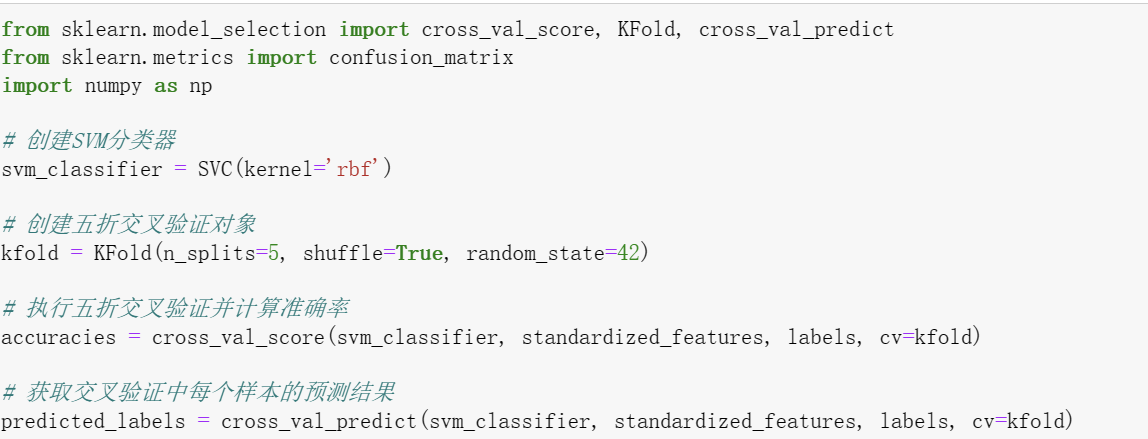 from sklearn.model_selection import cross_val_score, KFold, cross_val_predict
from sklearn.metrics import confusion_matrix
import numpy as np
# 创建SVM分类器
svm_classifier = SVC(kernel='rbf')
# 创建五折交叉验证对象
kfold = KFold(n_splits=5, shuffle=True, random_state=42)
# 执行五折交叉验证并计算准确率
accuracies = cross_val_score(svm_classifier, standardized_features, labels, cv=kfold)
# 获取交叉验证中每个样本的预测结果
predicted_labels = cross_val_predict(svm_classifier, standardized_features, labels, cv=kfold)